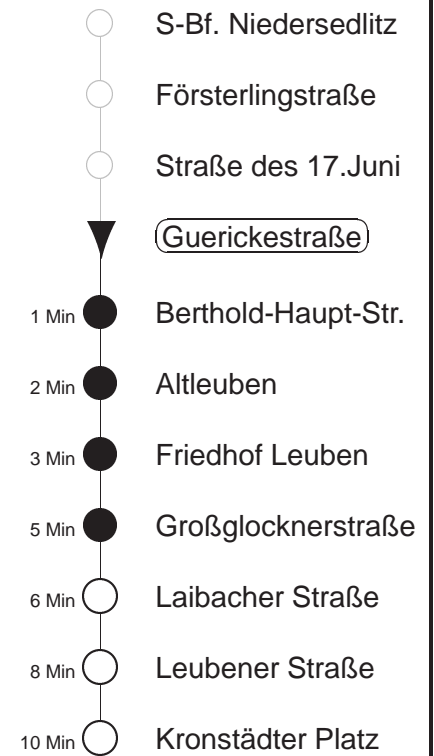 S-Bf. Niedersedlitz
Försterlingstraße
Straße des 17.Juni
Guerickestraße
1 Min Berthold-Haupt-Str.
2 Min Altleuben
3 Min Friedhof Leuben
5 Min Großglocknerstraße
6 Min Laibacher Straße
8 Min Leubener Straße
10 Min Kronstädter Platz